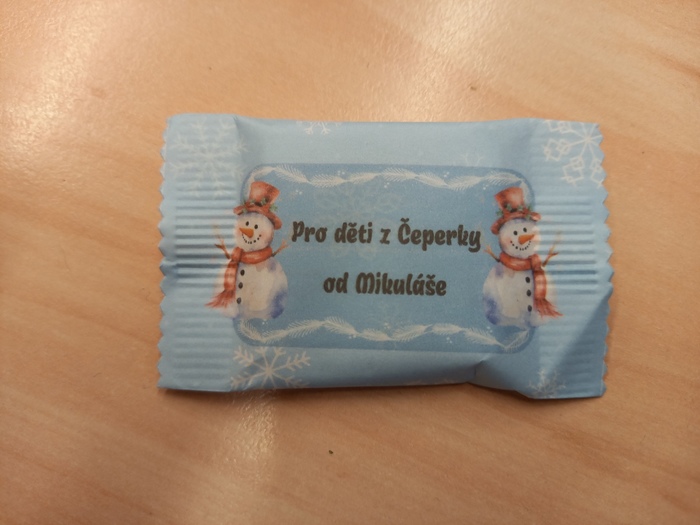 Pro děti z Čeperky
od Mikuláše